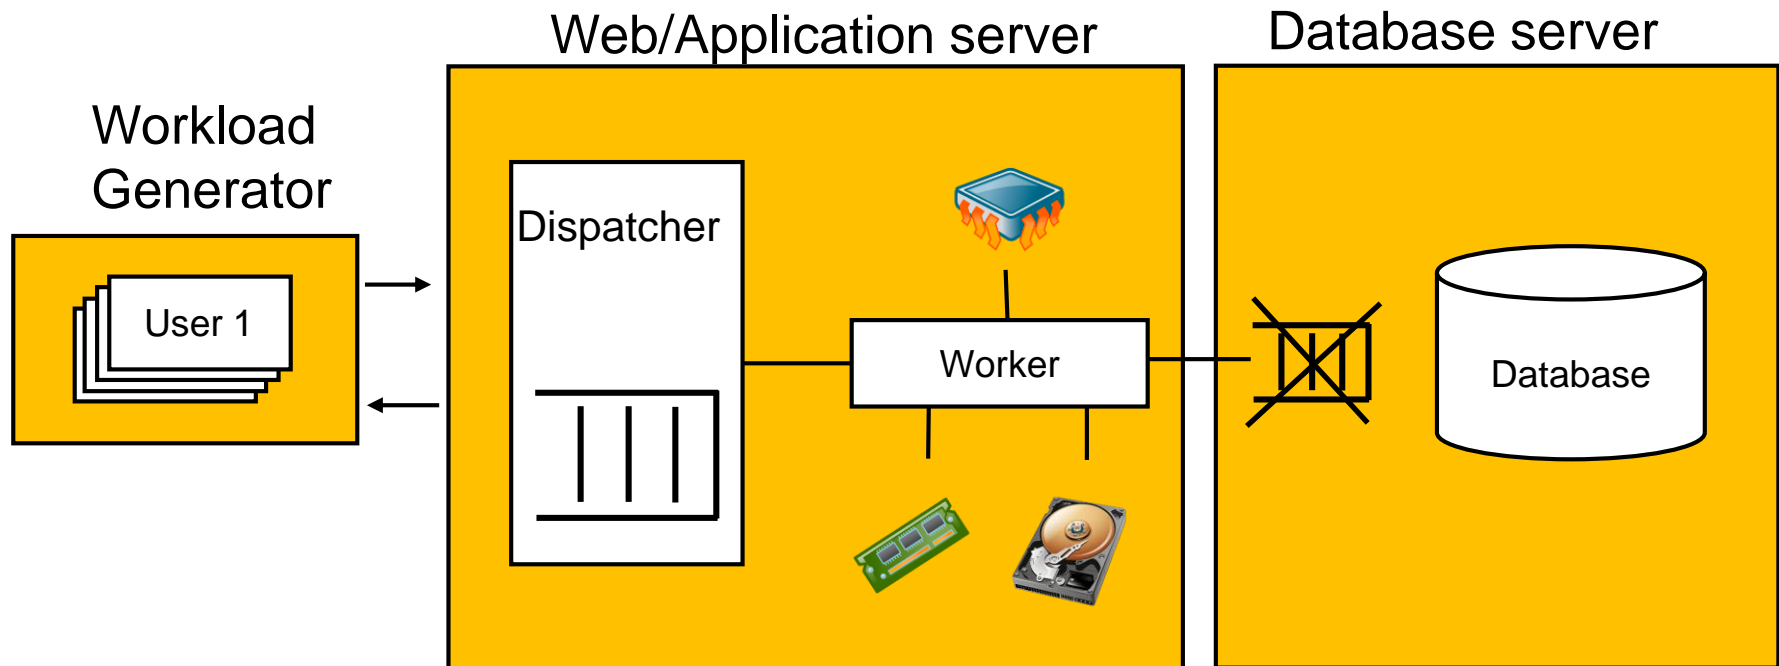 Web/Application server
Database server
Workload
Generator
Dispatcher
User 1
Worker
Database